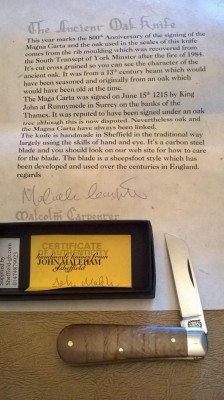 The Ancient Oak Knife
This year marks the 800th Anniversary of the signing of the
Magna Carta and the oak used in the scales of this knife
comes from the rib moulding which was recovered from
the South Transept of York Minster after the fire of 1984.
It's cut cross grained so you can see the character of the
ancient oak. It was from a 13th century beam which would
have been seasoned and originally from an oak which
would have been old at the time.
The Maga Carta was signed on June 15th 1215 by King
John at Runnymede in Surrey on the banks of the
Thames. It was reputed to have been signed under an oak
tree although this is now disputed. Nevertheless oak and
the Magna Carta have always been linked.
The knife is handmade in Sheffield in the traditional way
largely using the skills of hand and eye. It's a carbon steel
blade and you should look on our web site for how to care
for the blade. The blade is a sheepsfoot style which has
been developed and used over the centuries in England.
regards
Malcolm Carpenter
Supplied by
CERTIFICATE
OF AUTHENTICITY
handmade knives from
JOHN MALEHAM
Sheffield